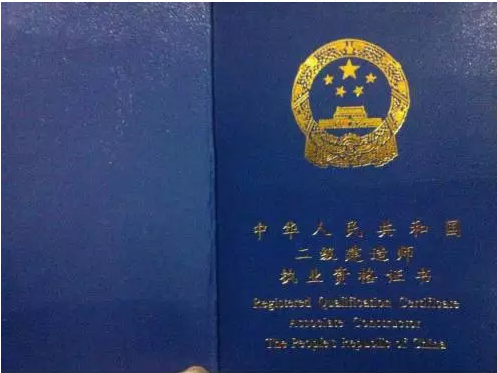 中华人民共和国
二级建造师
执业资格证书
Registered Qualification Certificate
Associate Constructor
The People's Republic of China